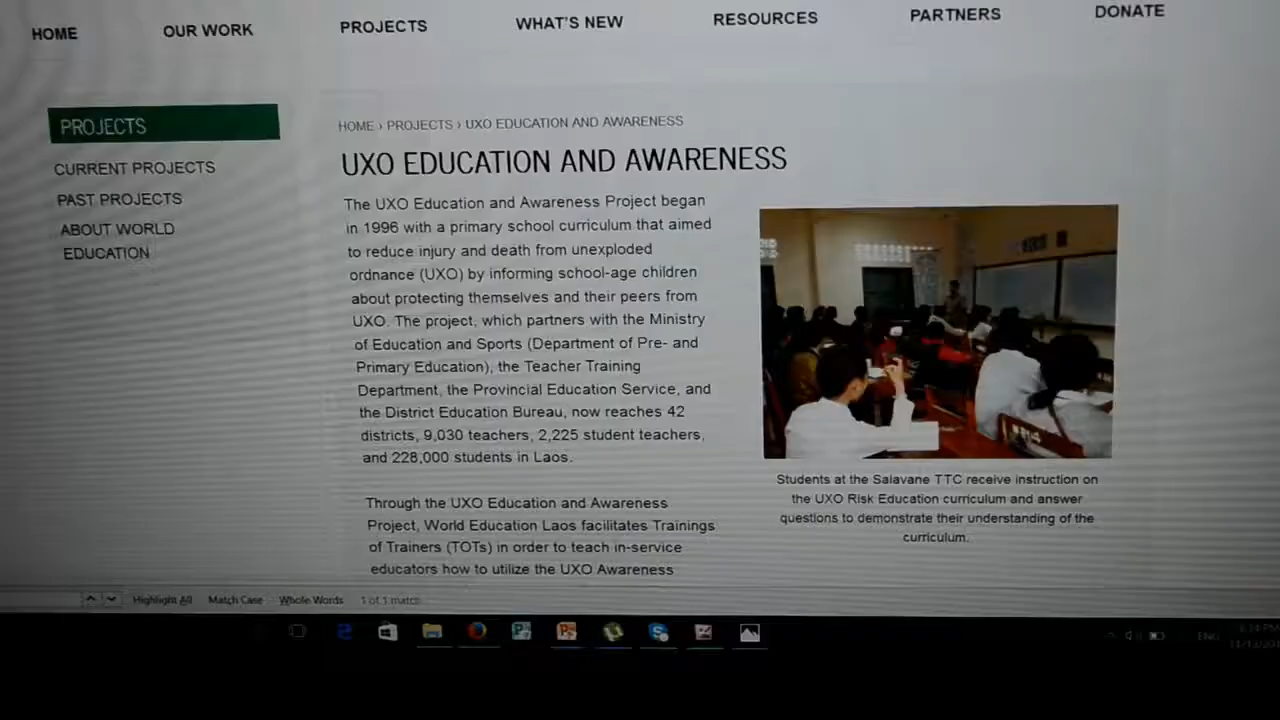 HOME
OUR WORK
PROJECTS
WHAT'S NEW
RESOURCES
PARTNERS
DONATE
PROJECTS
CURRENT PROJECTS
PAST PROJECTS
ABOUT WORLD
EDUCATION
HOME › PROJECTS › UXO EDUCATION AND AWARENESS
UXO EDUCATION AND AWARENESS
The UXO Education and Awareness Project began
in 1996 with a primary school curriculum that aimed
to reduce injury and death from unexploded
ordnance (UXO) by informing school-age children
about protecting themselves and their peers from
UXO. The project, which partners with the Ministry
of Education and Sports (Department of Pre- and
Primary Education), the Teacher Training
Department, the Provincial Education Service, and
the District Education Bureau, now reaches 42
districts, 9,030 teachers, 2,225 student teachers,
and 228,000 students in Laos.
Through the UXO Education and Awareness
Project, World Education Laos facilitates Trainings
of Trainers (TOTs) in order to teach in-service
educators how to utilize the UXO Awareness
Students at the Salavane TTC receive instruction on
the UXO Risk Education curriculum and answer
questions to demonstrate their understanding of the
curriculum.
Highlight All
Match Case
Whole Words
1 of 1 match
ENG